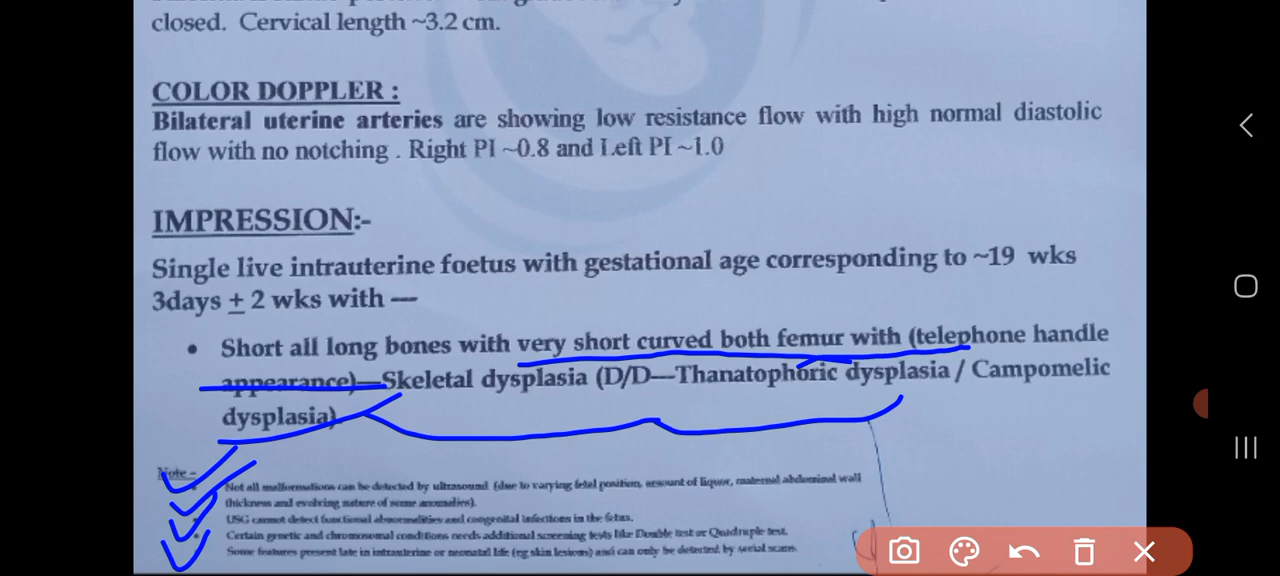 closed. Cervical length ~3.2 cm.
COLOR DOPPLER :
Bilateral uterine arteries are showing low resistance flow with high normal diastolic
flow with no notching . Right PI ~0.8 and Left PI ~1.0
IMPRESSION:-
Single live intrauterine foetus with gestational age corresponding to ~19 wks
3days ± 2 wks with —
• Short all long bones with very short curved both femur with (telephone handle
appearance)—Skeletal dysplasia (D/D—Thanatophoric dysplasia / Campomelic
dysplasia)
Note –
Not all malformations can be detected by ultrasound (due to varying fetal position, amount of liquor, maternal abdominal wall
thickness and evolving nature of some anomalies).
USG cannot detect functional abnormalities and congenital infections in the fetus.
Certain genetic and chromosomal conditions needs additional screening tests like Double test or Quadruple test.
Some features present late in intrauterine or neonatal life (eg skin lesions) and can only be detected by serial scans.